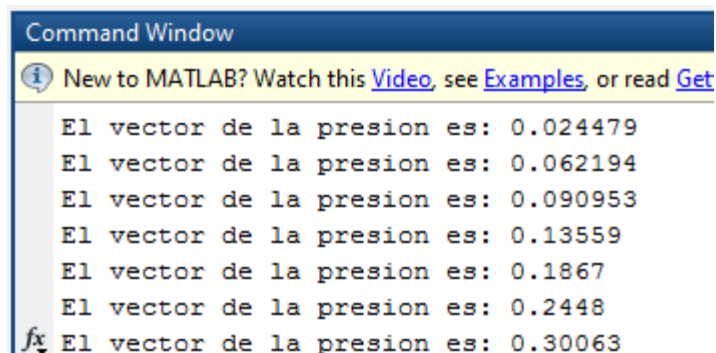 Command Window
New to MATLAB? Watch this Video, see Examples, or read Get
El vector de la presion es: 0.024479
El vector de la presion es: 0.062194
El vector de la presion es: 0.090953
El vector de la presion es: 0.13559
El vector de la presion es: 0.1867
El vector de la presion es: 0.2448
fx El vector de la presion es: 0.30063